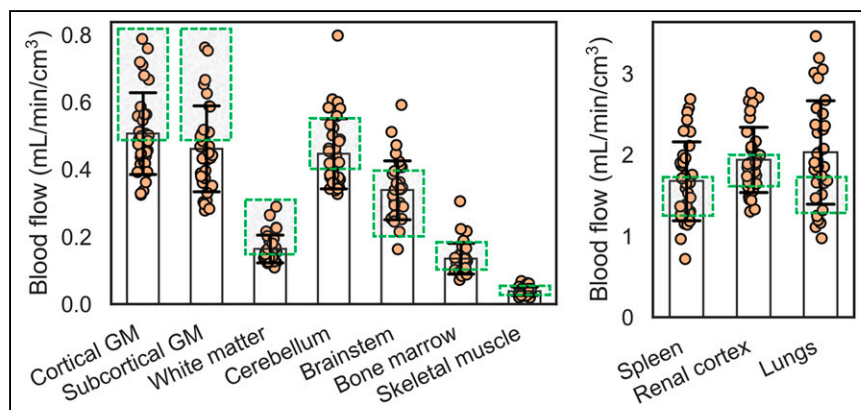 Blood flow (mL/min/cm³)
0.8
0.6
0.4
0.2
0.0
Cortical GM
Subcortical GM
White matter
Cerebellum
Brainstem
Bone marrow
Skeletal muscle
Blood flow (mL/min/cm³)
3
2
1
0
Spleen
Renal cortex
Lungs